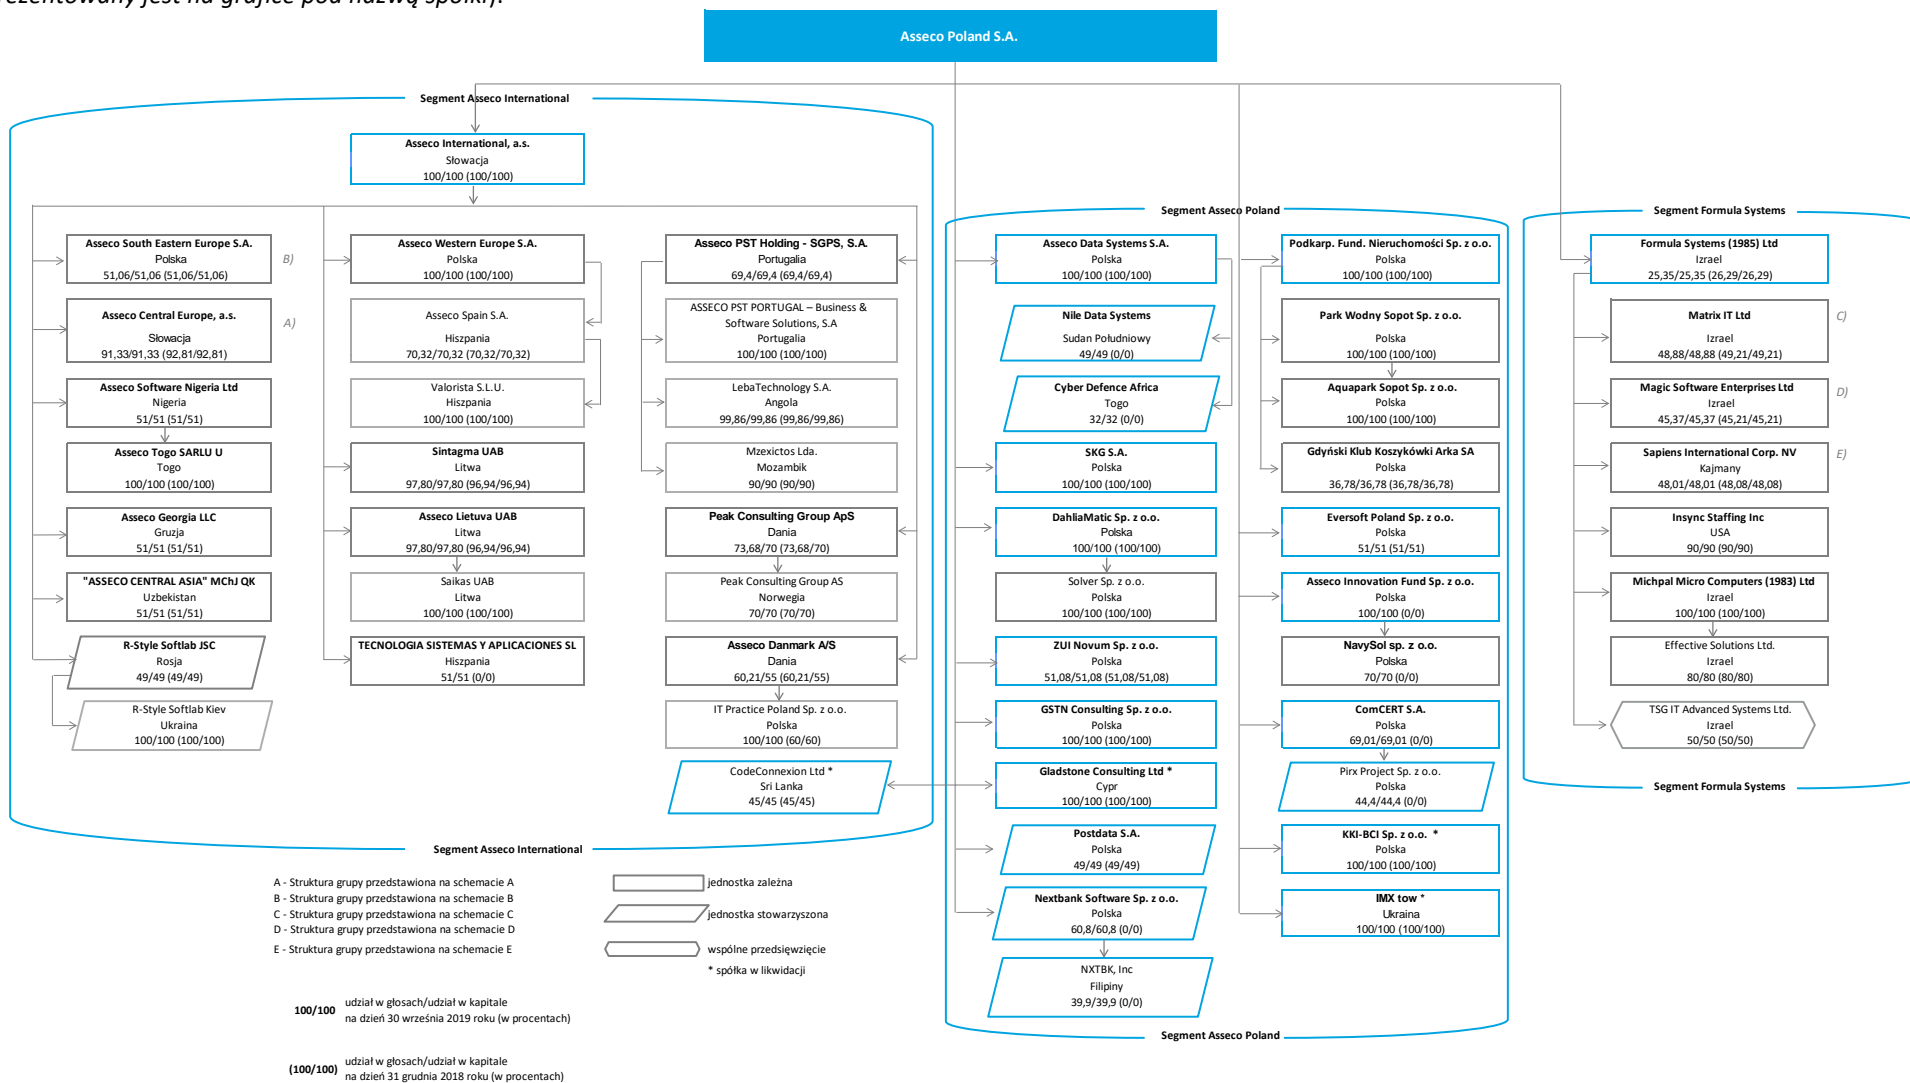 rezentowany jest na grafice pod nazwą spółki).
Asseco Poland S.A.
Segment Asseco International
Asseco International, a.s.
Słowacja
100/100 (100/100)
Asseco South Eastern Europe S.A.
Polska
51,06/51,06 (51,06/51,06)
B)
Asseco Central Europe, a.s.
Słowacja
91,33/91,33 (92,81/92,81)
A)
Asseco Software Nigeria Ltd
Nigeria
51/51 (51/51)
Asseco Togo SARLU U
Togo
100/100 (100/100)
Asseco Georgia LLC
Gruzja
51/51 (51/51)
"ASSECO CENTRAL ASIA" MChJ QK
Uzbekistan
51/51 (51/51)
R-Style Softlab JSC
Rosja
49/49 (49/49)
R-Style Softlab Kiev
Ukraina
100/100 (100/100)
Asseco Western Europe S.A.
Polska
100/100 (100/100)
Asseco Spain S.A.
Hiszpania
70,32/70,32 (70,32/70,32)
Valorista S.L.U.
Hiszpania
100/100 (100/100)
Sintagma UAB
Litwa
97,80/97,80 (96,94/96,94)
Asseco Lietuva UAB
Litwa
97,80/97,80 (96,94/96,94)
Saikas UAB
Litwa
100/100 (100/100)
TECNOLOGIA SISTEMAS Y APLICACIONES SL
Hiszpania
51/51 (0/0)
Asseco PST Holding - SGPS, S.A.
Portugalia
69,4/69,4 (69,4/69,4)
ASSECO PST PORTUGAL – Business &
Software Solutions, S.A
Portugalia
100/100 (100/100)
LebaTechnology S.A.
Angola
99,86/99,86 (99,86/99,86)
Mzexictos Lda.
Mozambik
90/90 (90/90)
Peak Consulting Group ApS
Dania
73,68/70 (73,68/70)
Peak Consulting Group AS
Norwegia
70/70 (70/70)
Asseco Danmark A/S
Dania
60,21/55 (60,21/55)
IT Practice Poland Sp. z o.o.
Polska
100/100 (60/60)
CodeConnexion Ltd *
Sri Lanka
45/45 (45/45)
Segment Asseco International
Segment Asseco Poland
Asseco Data Systems S.A.
Polska
100/100 (100/100)
Nile Data Systems
Sudan Południowy
49/49 (0/0)
Cyber Defence Africa
Togo
32/32 (0/0)
SKG S.A.
Polska
100/100 (100/100)
DahliaMatic Sp. z o.o.
Polska
100/100 (100/100)
Solver Sp. z o.o.
Polska
100/100 (100/100)
ZUI Novum Sp. z o.o.
Polska
51,08/51,08 (51,08/51,08)
GSTN Consulting Sp. z o.o.
Polska
100/100 (100/100)
Gladstone Consulting Ltd *
Cypr
100/100 (100/100)
Postdata S.A.
Polska
49/49 (49/49)
Nextbank Software Sp. z o.o.
Polska
60,8/60,8 (0/0)
NXTBK, Inc
Filipiny
39,9/39,9 (0/0)
Podkarp. Fund. Nieruchomości Sp. z o.o.
Polska
100/100 (100/100)
Park Wodny Sopot Sp. z o.o.
Polska
100/100 (100/100)
Aquapark Sopot Sp. z o.o.
Polska
100/100 (100/100)
Gdyński Klub Koszykówki Arka SA
Polska
36,78/36,78 (36,78/36,78)
Eversoft Poland Sp. z o.o.
Polska
51/51 (51/51)
Asseco Innovation Fund Sp. z o.o.
Polska
100/100 (0/0)
NavySol sp. z o.o.
Polska
70/70 (0/0)
ComCERT S.A.
Polska
69,01/69,01 (0/0)
Pirx Project Sp. z o.o.
Polska
44,4/44,4 (0/0)
KKI-BCI Sp. z o.o. *
Polska
100/100 (100/100)
IMX tow *
Ukraina
100/100 (100/100)
Segment Asseco Poland
Segment Formula Systems
Formula Systems (1985) Ltd
Izrael
25,35/25,35 (26,29/26,29)
Matrix IT Ltd
Izrael
48,88/48,88 (49,21/49,21)
C)
Magic Software Enterprises Ltd
Izrael
45,37/45,37 (45,21/45,21)
D)
Sapiens International Corp. NV
Kajmany
48,01/48,01 (48,08/48,08)
E)
Insync Staffing Inc
USA
90/90 (90/90)
Michpal Micro Computers (1983) Ltd
Izrael
100/100 (100/100)
Effective Solutions Ltd.
Izrael
80/80 (80/80)
TSG IT Advanced Systems Ltd.
Izrael
50/50 (50/50)
Segment Formula Systems
A - Struktura grupy przedstawiona na schemacie A
B - Struktura grupy przedstawiona na schemacie B
C - Struktura grupy przedstawiona na schemacie C
D - Struktura grupy przedstawiona na schemacie D
E - Struktura grupy przedstawiona na schemacie E
jednostka zależna
jednostka stowarzyszona
wspólne przedsięwzięcie
* spółka w likwidacji
100/100 udział w głosach/udział w kapitale
na dzień 30 września 2019 roku (w procentach)
(100/100) udział w głosach/udział w kapitale
na dzień 31 grudnia 2018 roku (w procentach)